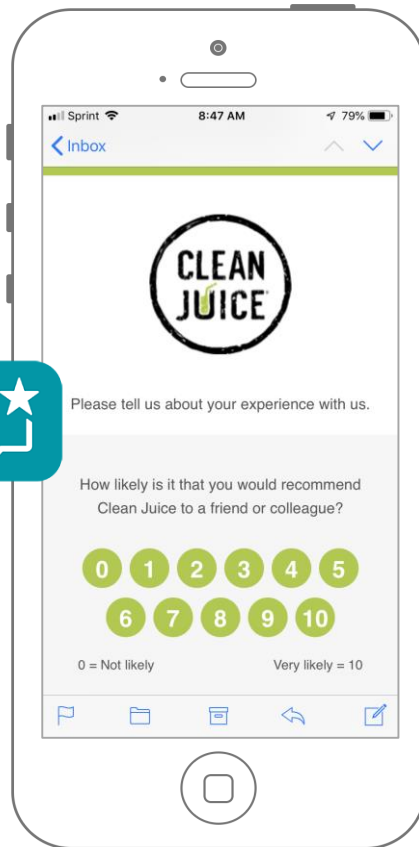 Sprint 8:47 AM 79%
Inbox
CLEAN
JUICE
Please tell us about your experience with us.
How likely is it that you would recommend
Clean Juice to a friend or colleague?
0 1 2 3 4 5
6 7 8 9 10
0 = Not likely Very likely = 10